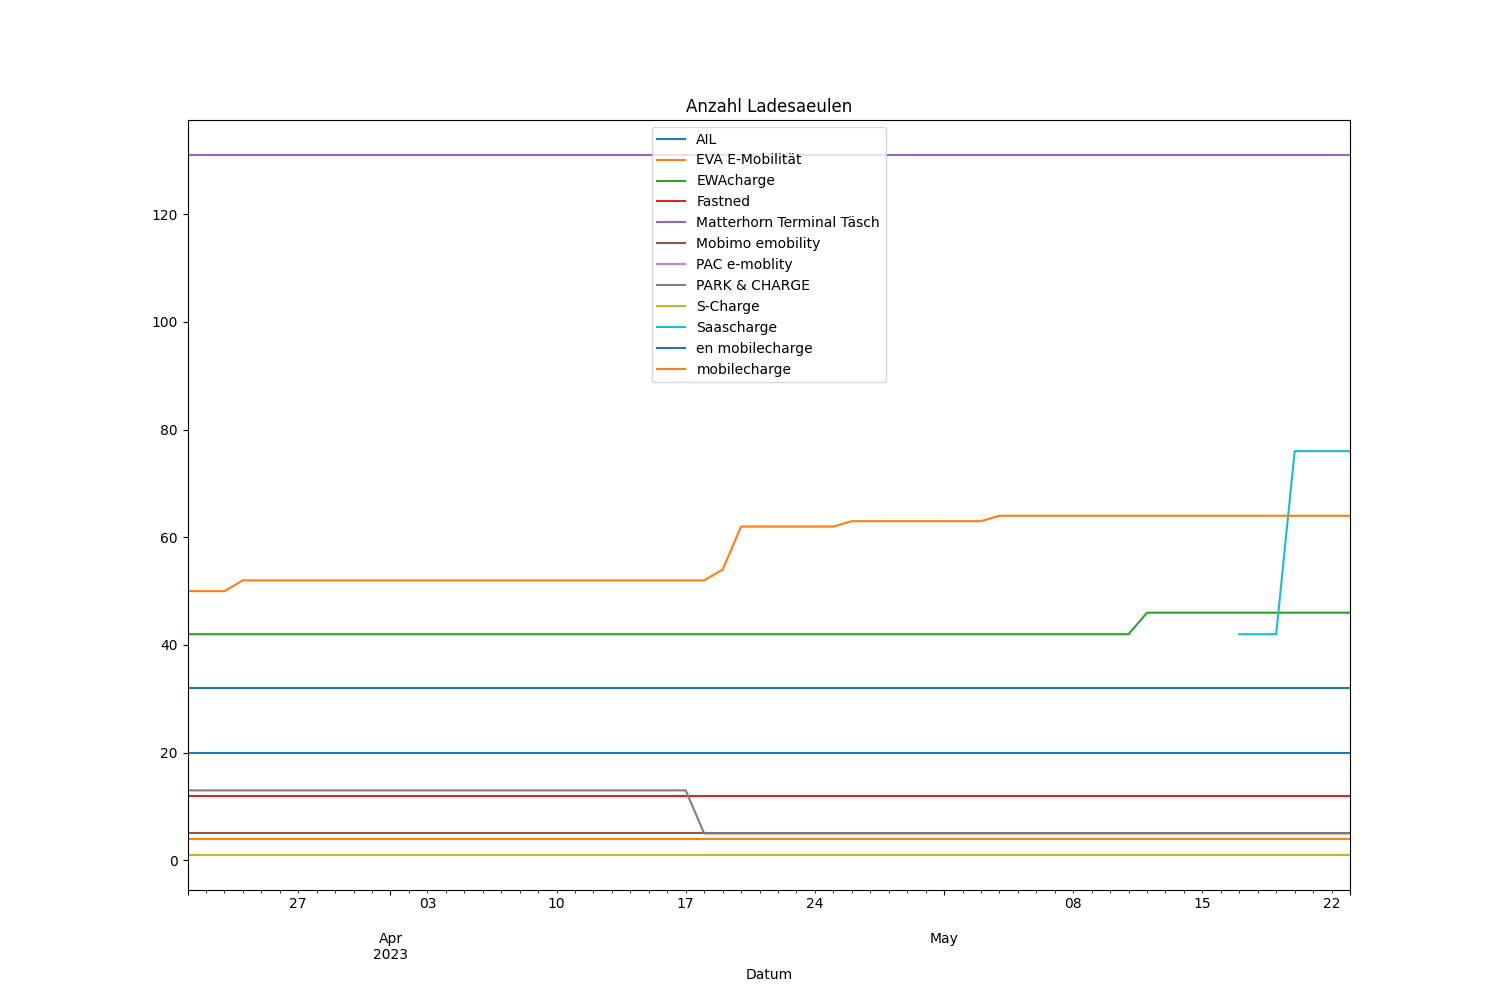 Anzahl Ladesaeulen
AIL
EVA E-Mobilität
EWAcharge
Fastned
Matterhorn Terminal Täsch
Mobimo emobility
PAC e-moblity
PARK & CHARGE
S-Charge
Saascharge
en mobilecharge
mobilecharge
120
100
80
60
40
20
0
27 03 10 17 24 08 15 22
Apr May
2023
Datum